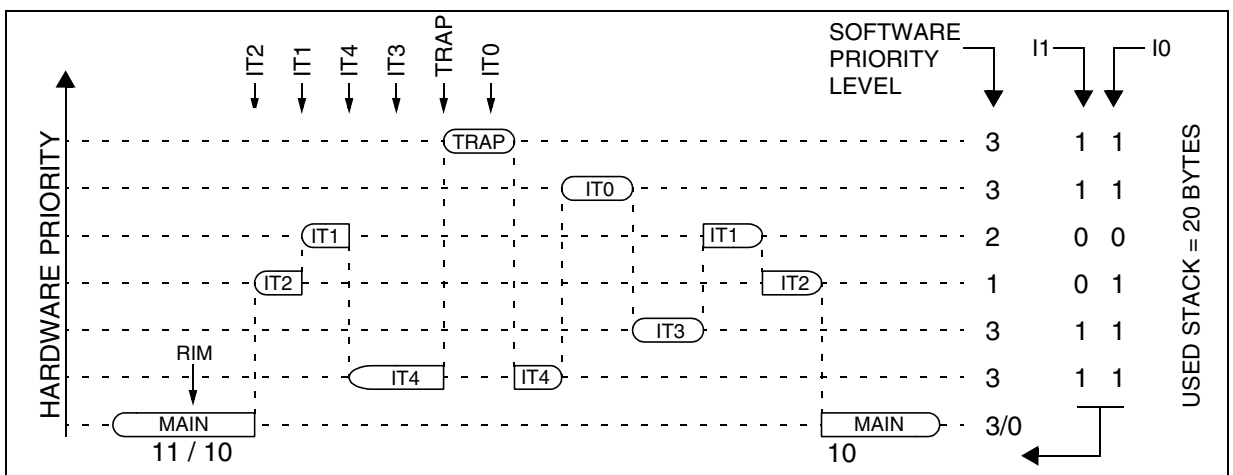 IT2
IT1
IT4
IT3
TRAP
IT0
SOFTWARE
PRIORITY
LEVEL
I1
I0
HARDWARE PRIORITY
USED STACK = 20 BYTES
TRAP
3
1 1
IT0
3
1 1
IT1
IT1
2
0 0
IT2
IT2
1
0 1
IT3
3
1 1
RIM
IT4
IT4
3
1 1
MAIN
MAIN
3/0
11 / 10
10